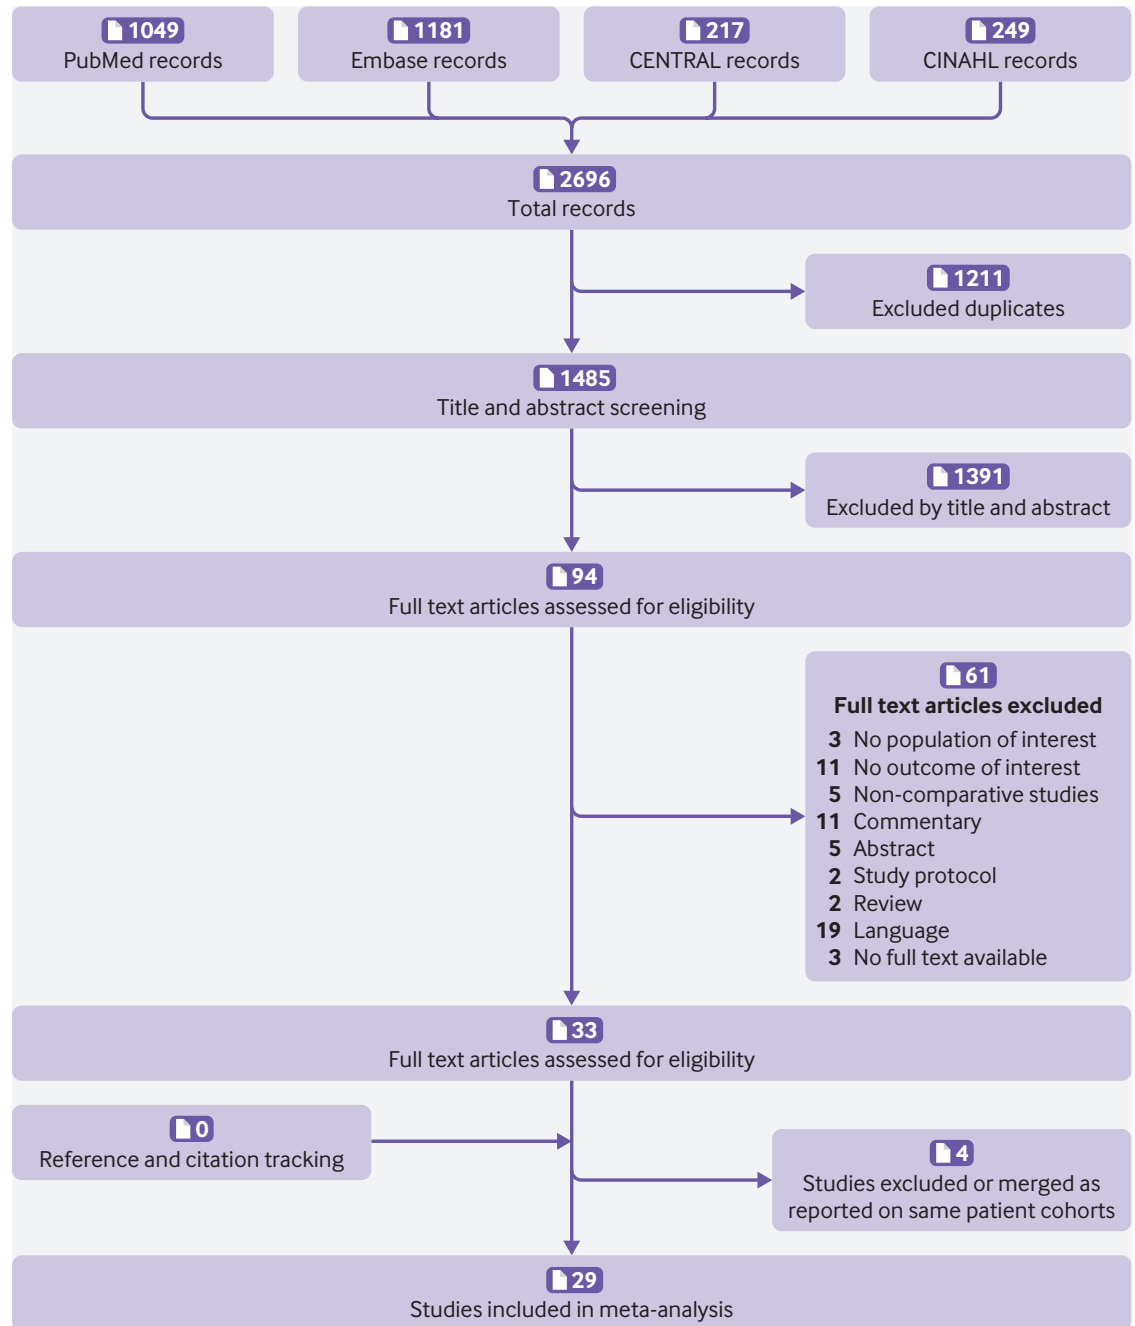 1049
PubMed records
1181
Embase records
217
CENTRAL records
249
CINAHL records
2696
Total records
1211
Excluded duplicates
1485
Title and abstract screening
1391
Excluded by title and abstract
94
Full text articles assessed for eligibility
61
Full text articles excluded
3 No population of interest
11 No outcome of interest
5 Non-comparative studies
11 Commentary
5 Abstract
2 Study protocol
2 Review
19 Language
3 No full text available
33
Full text articles assessed for eligibility
0
Reference and citation tracking
4
Studies excluded or merged as
reported on same patient cohorts
29
Studies included in meta-analysis